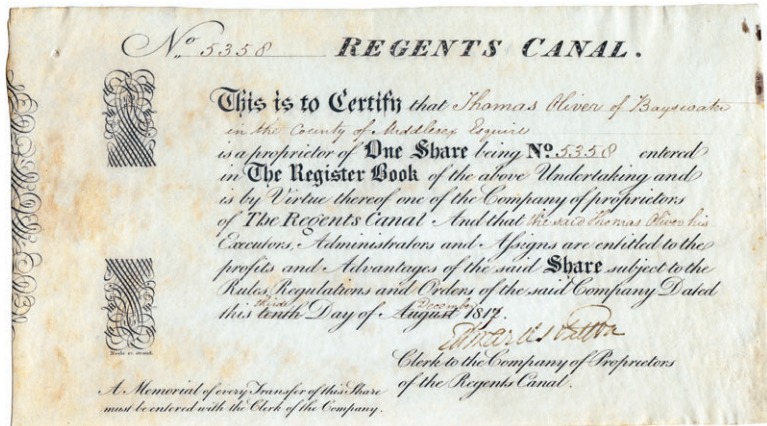 No. 5358 REGENTS CANAL.
This is to Certify that Thomas Oliver of Bayswater
in the County of Middlesex Esquire
is a proprietor of One Share being No. 5358 entered
in The Register Book of the above Undertaking and
is by Virtue thereof one of the Company of proprietors
of The Regents Canal And that the said Thomas Oliver his
Executors, Administrators and Assigns are entitled to the
profits and Advantages of the said Share subject to the
Rules, Regulations and Orders of the said Company Dated
third December
this tenth Day of August 1817.
Clerk to the Company of Proprietors
of the Regents Canal.
A Memorial of every Transfer of this Share
must be entered with the Clerk of the Company.